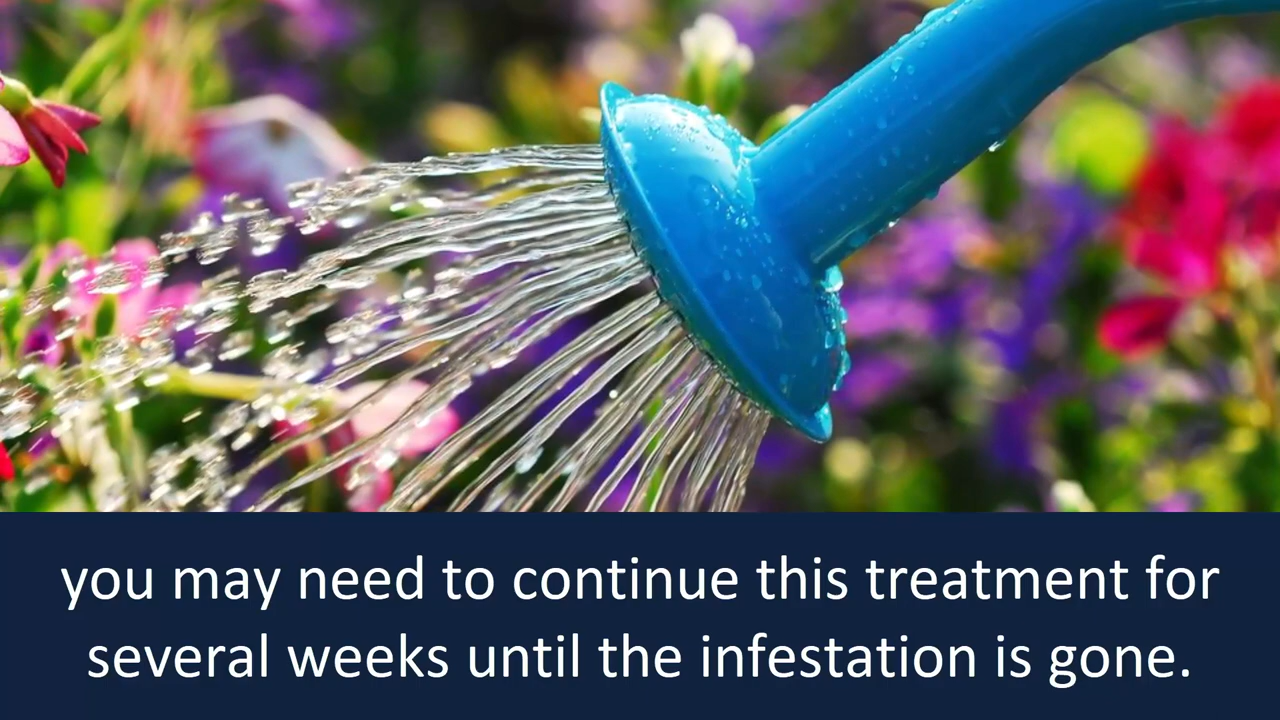 you may need to continue this treatment for
several weeks until the infestation is gone.